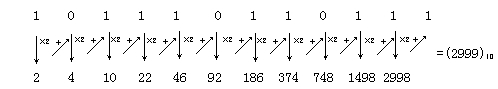 1 0 1 1 1 0 1 1 0 1 1 1
×2 + ×2 + ×2 + ×2 + ×2 + ×2 + ×2 + ×2 + ×2 + ×2 + ×2 +
=(2999)₁₀
2 4 10 22 46 92 186 374 748 1498 2998